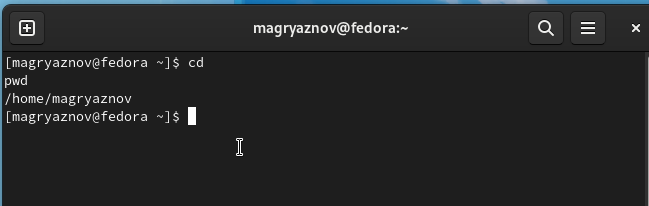 magryaznov@fedora:~
[magryaznov@fedora ~]$ cd
pwd
/home/magryaznov
[magryaznov@fedora ~]$